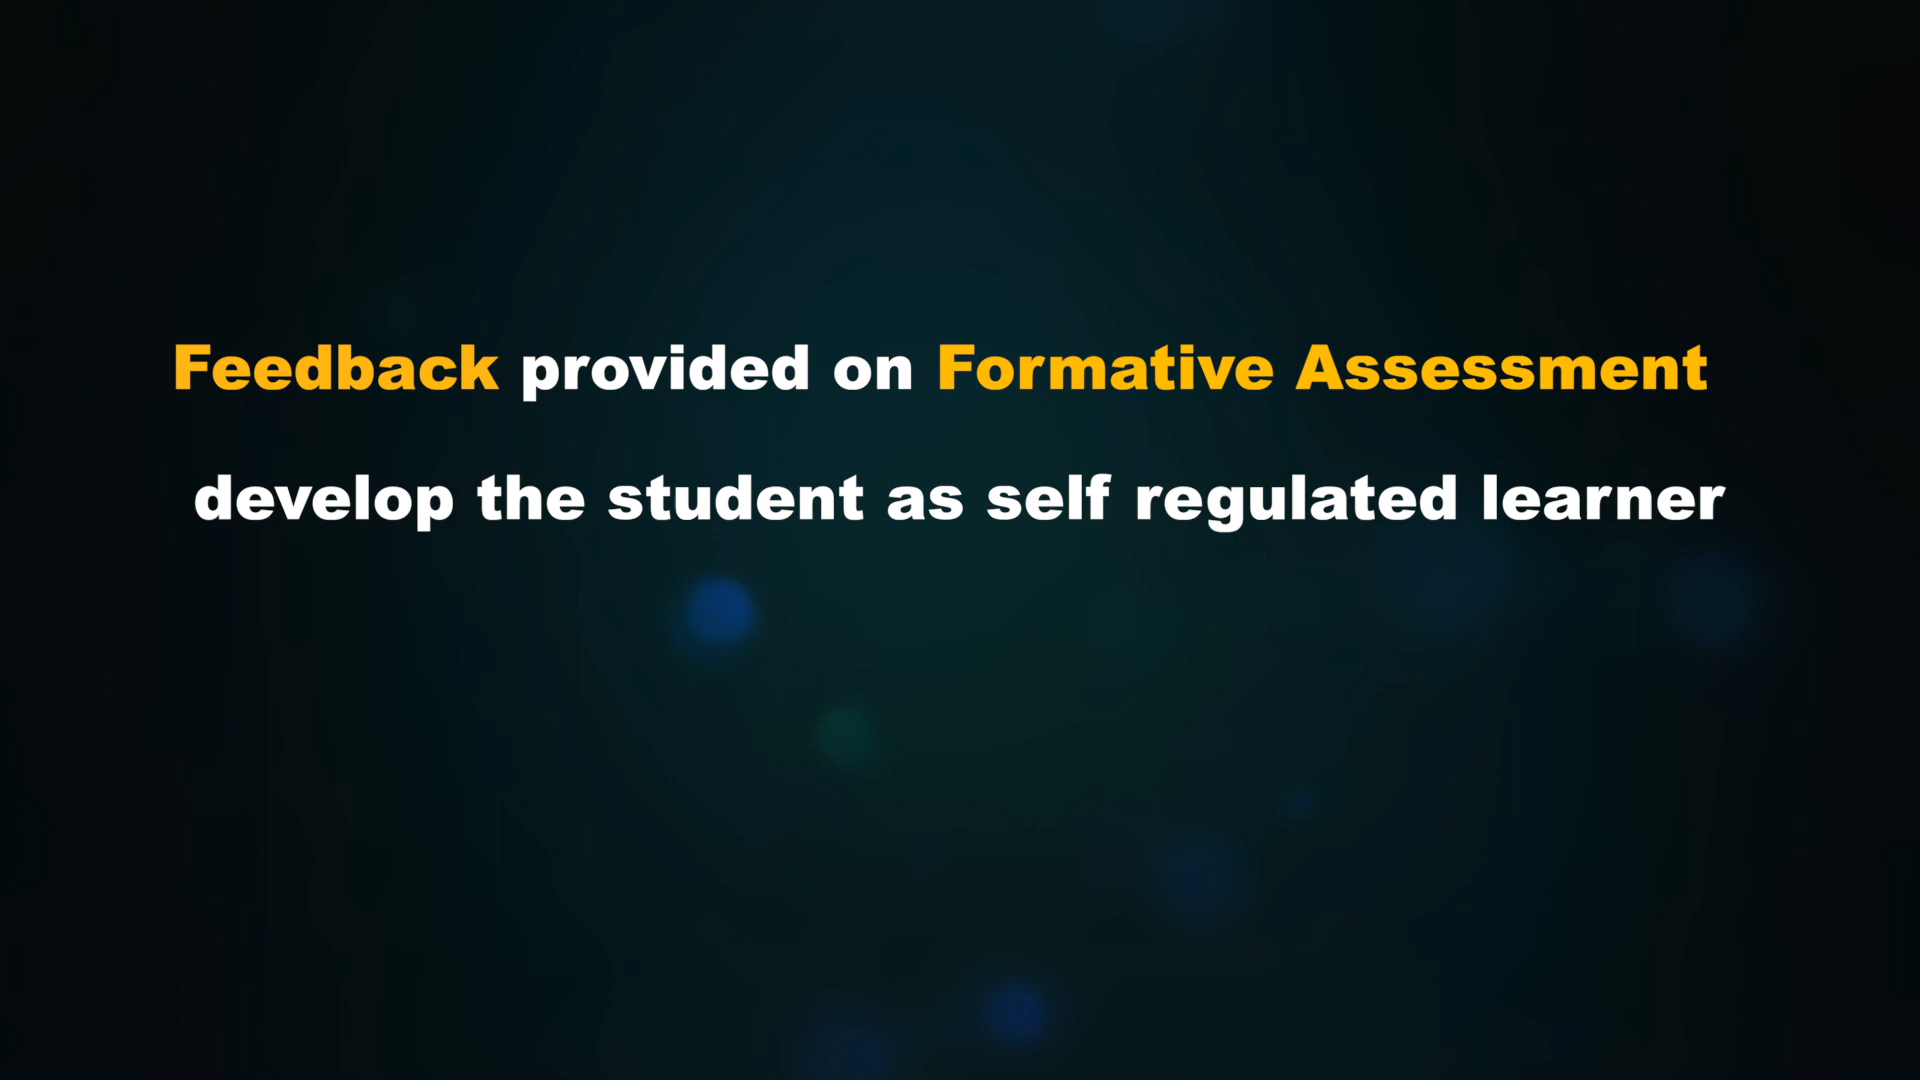 Feedback provided on Formative Assessment
develop the student as self regulated learner